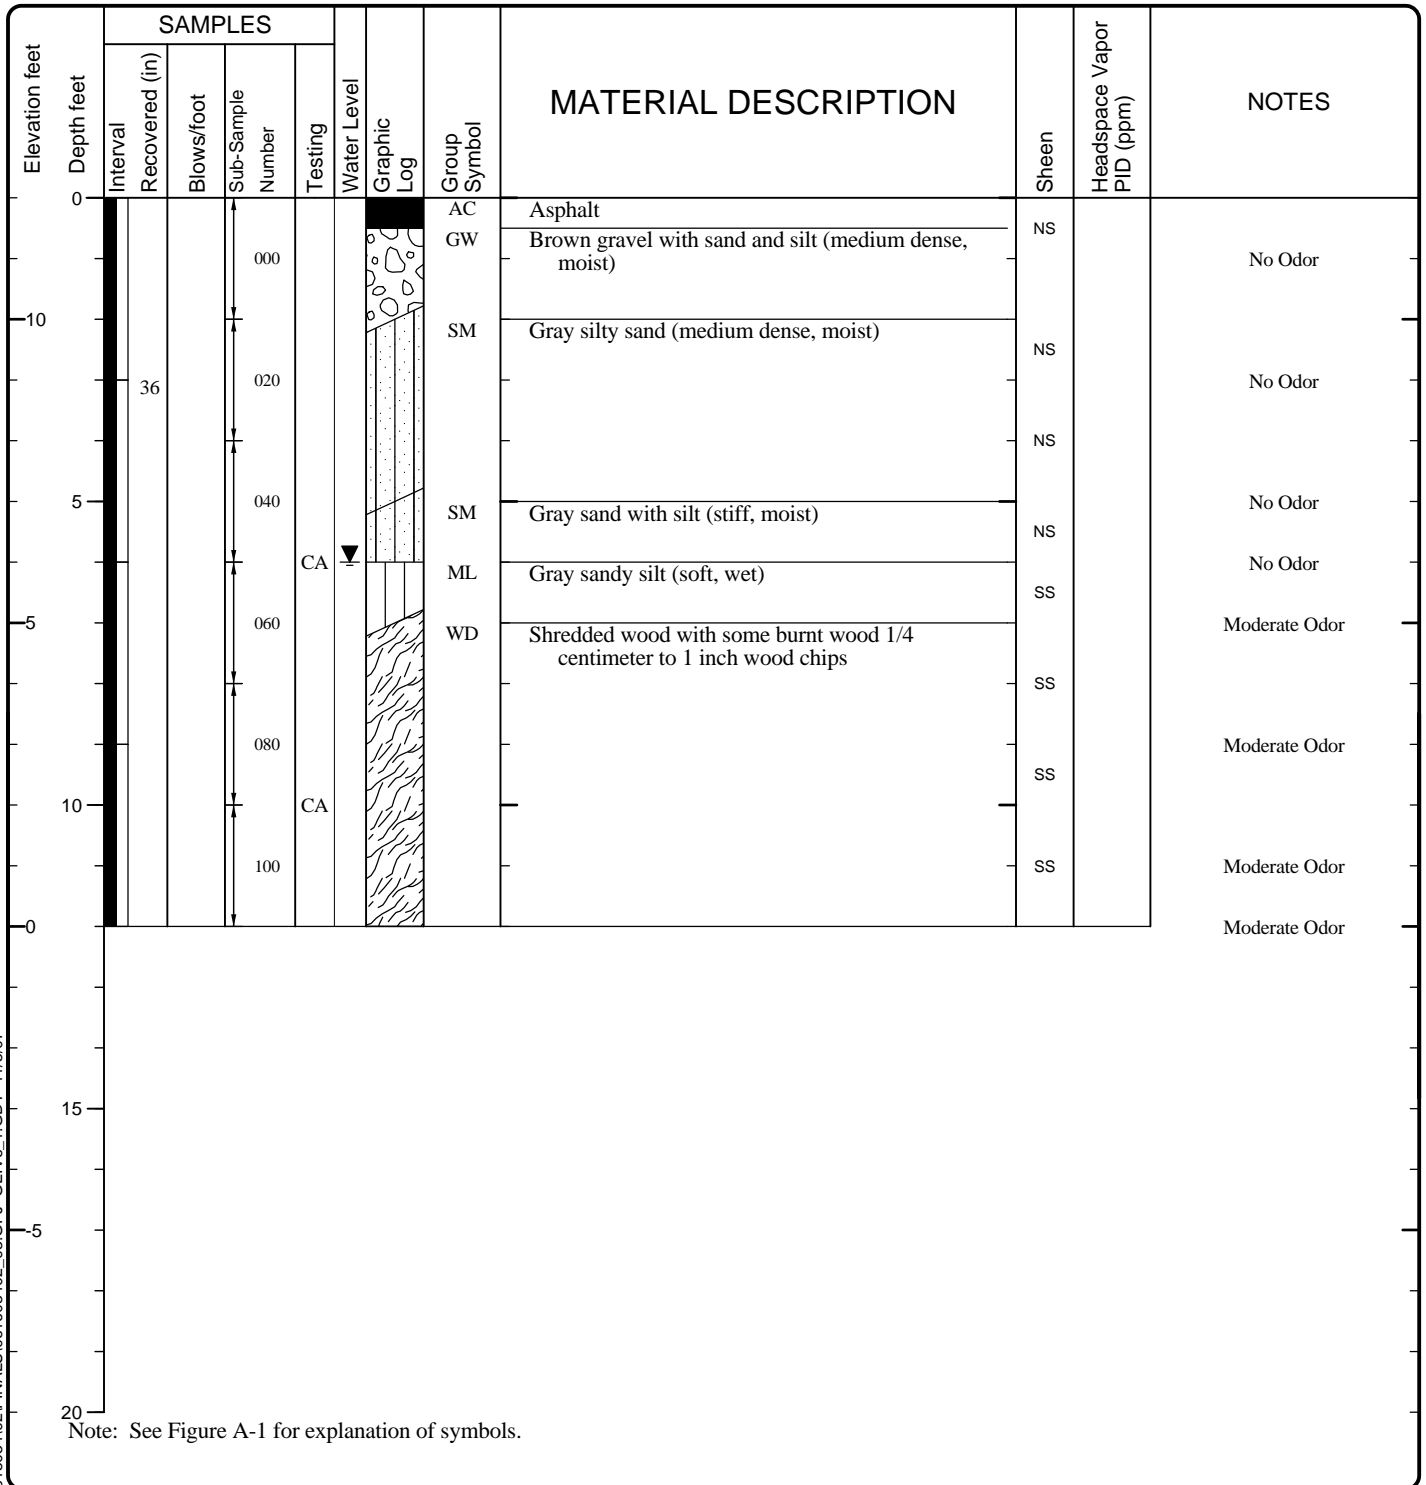 SAMPLES
Elevation feet
Depth feet
Interval
Recovered (in)
Blows/foot
Sub-Sample
Number
Testing
Water Level
Graphic
Log
Group
Symbol
MATERIAL DESCRIPTION
Sheen
Headspace Vapor
PID (ppm)
NOTES
0
AC
Asphalt
NS
GW
Brown gravel with sand and silt (medium dense,
moist)
000
No Odor
10
SM
Gray silty sand (medium dense, moist)
NS
36
020
No Odor
NS
5
040
No Odor
SM
Gray sand with silt (stiff, moist)
NS
CA
No Odor
ML
Gray sandy silt (soft, wet)
SS
5
060
Moderate Odor
WD
Shredded wood with some burnt wood 1/4
centimeter to 1 inch wood chips
SS
080
Moderate Odor
SS
10
CA
100
SS
Moderate Odor
0
Moderate Odor
15
-5
20
Note: See Figure A-1 for explanation of symbols.